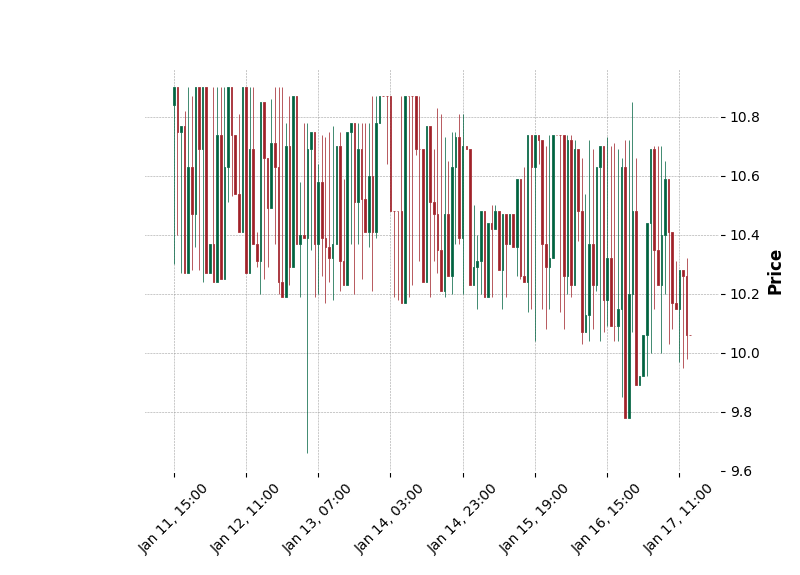 10.8
10.6
10.4
10.2
10.0
9.8
9.6
Price
Jan 11, 15:00
Jan 12, 11:00
Jan 13, 07:00
Jan 14, 03:00
Jan 14, 23:00
Jan 15, 19:00
Jan 16, 15:00
Jan 17, 11:00